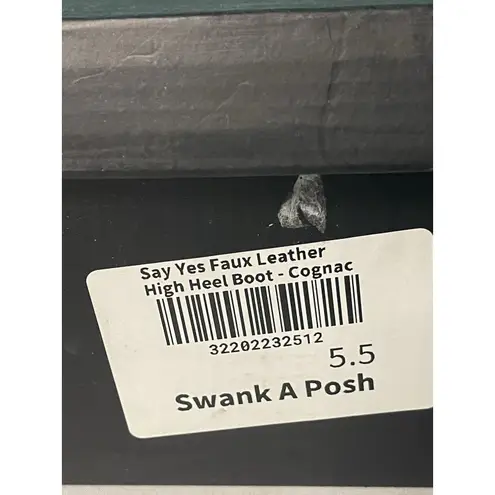 Say Yes Faux Leather
High Heel Boot - Cognac
32202232512
5.5
Swank A Posh